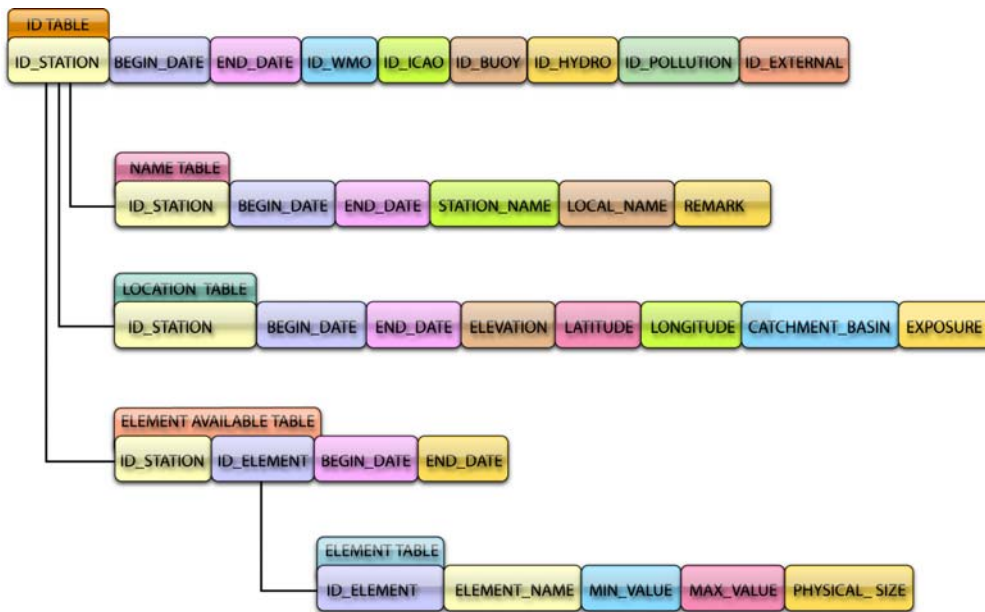 ID TABLE
ID_STATION BEGIN_DATE END_DATE ID_WMO ID_ICAO ID_BUOY ID_HYDRO ID_POLLUTION ID_EXTERNAL
NAME TABLE
ID_STATION BEGIN_DATE END_DATE STATION_NAME LOCAL_NAME REMARK
LOCATION TABLE
ID_STATION BEGIN_DATE END_DATE ELEVATION LATITUDE LONGITUDE CATCHMENT_BASIN EXPOSURE
ELEMENT AVAILABLE TABLE
ID_STATION ID_ELEMENT BEGIN_DATE END_DATE
ELEMENT TABLE
ID_ELEMENT ELEMENT_NAME MIN_VALUE MAX_VALUE PHYSICAL_ SIZE